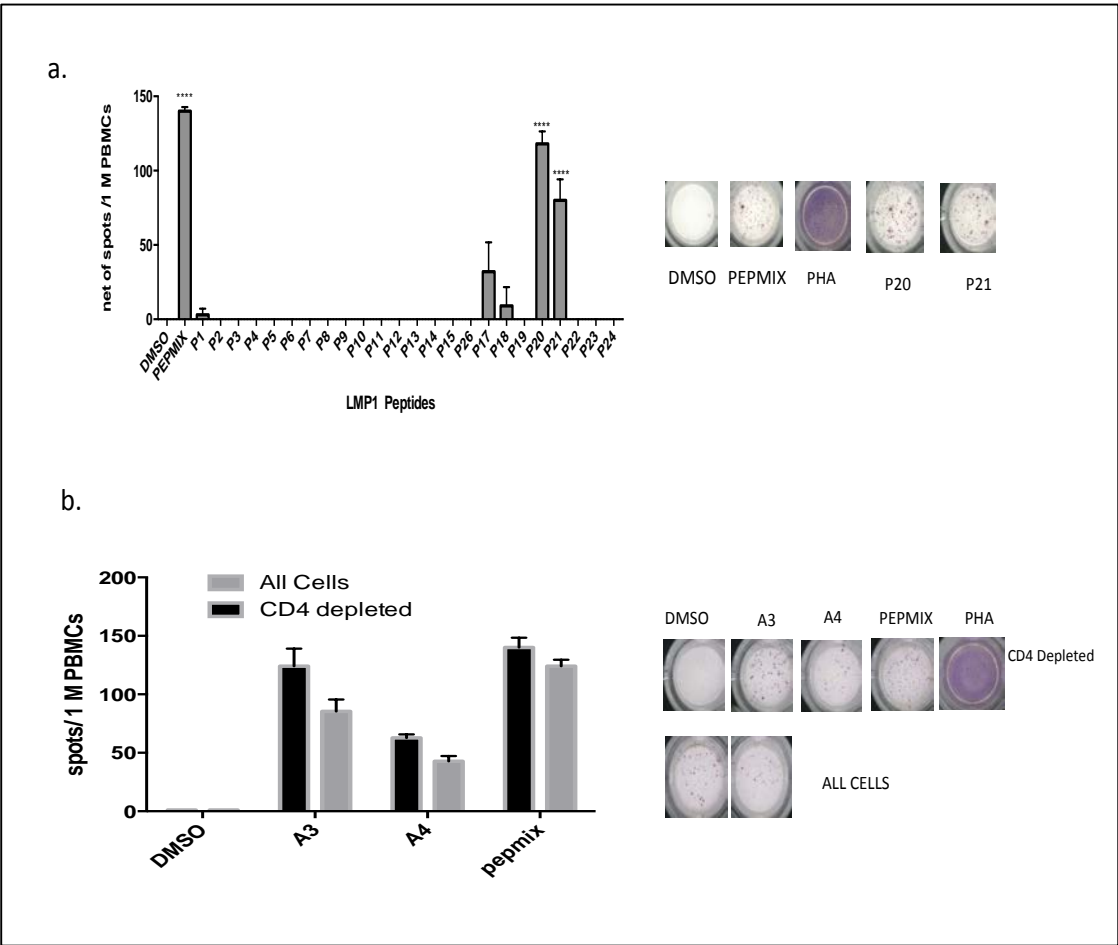 a.
150
100
50
0
net of spots /1 M PBMCs
****
****
****
DMSO PEPMIX P1 P2 P3 P4 P5 P6 P7 P8 P9 P10 P11 P12 P13 P14 P15 P26 P17 P18 P19 P20 P21 P22 P23 P24
LMP1 Peptides
DMSO PEPMIX PHA P20 P21
b.
200
150
100
50
0
spots/ 1 M PBMCs
All Cells
CD4 depleted
DMSO A3 A4 pepmix
DMSO A3 A4 PEPMIX PHA
CD4 Depleted
ALL CELLS